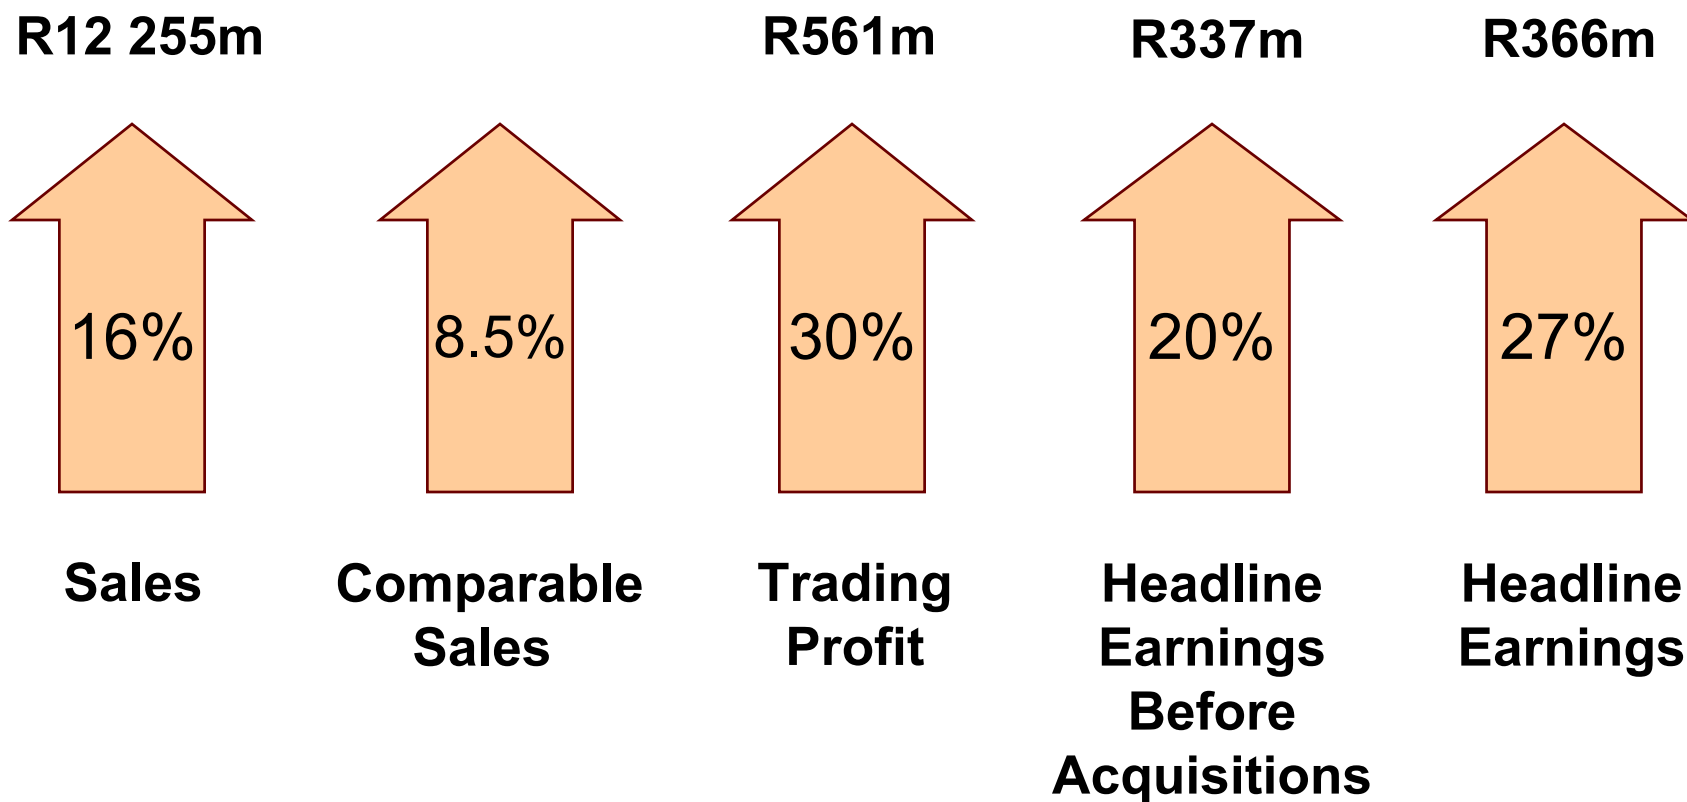 R12 255m
R561m
R337m
R366m
16%
8.5%
30%
20%
27%
Sales
Comparable
Sales
Trading
Profit
Headline
Earnings
Before
Acquisitions
Headline
Earnings